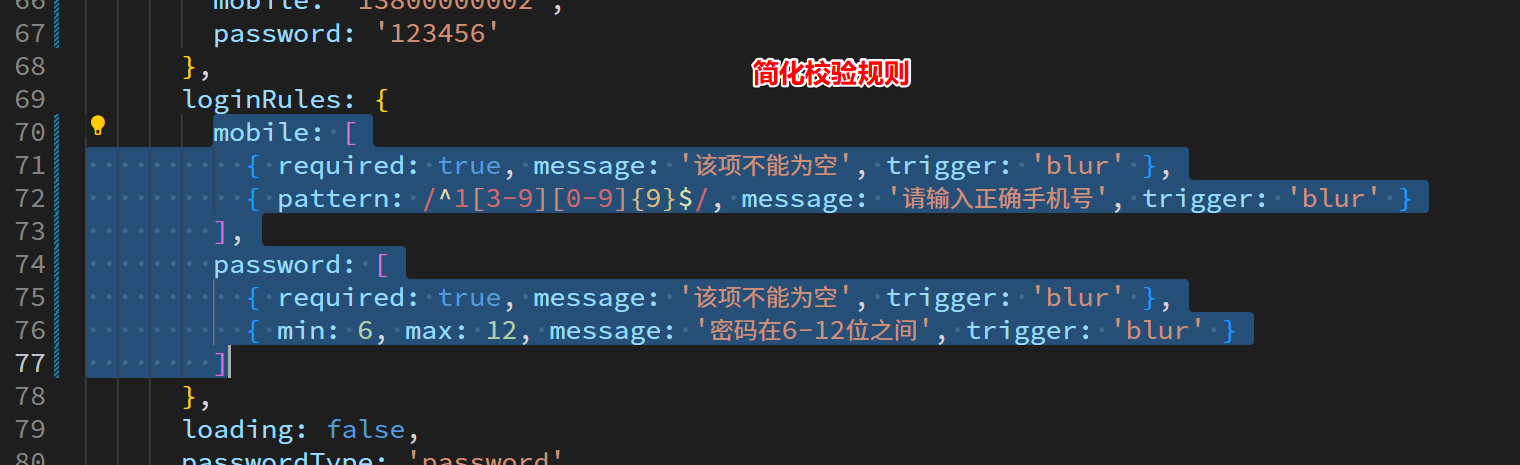 66 mobile: '13800000002',
67 password: '123456'
68 },
简化校验规则
69 loginRules: {
70 mobile: [
71 { required: true, message: '该项不能为空', trigger: 'blur' },
72 { pattern: /^1[3-9][0-9]{9}$/, message: '请输入正确手机号', trigger: 'blur' }
73 ],
74 password: [
75 { required: true, message: '该项不能为空', trigger: 'blur' },
76 { min: 6, max: 12, message: '密码在6-12位之间', trigger: 'blur' }
77 ]
78 },
79 loading: false,
80 passwordType: 'password'